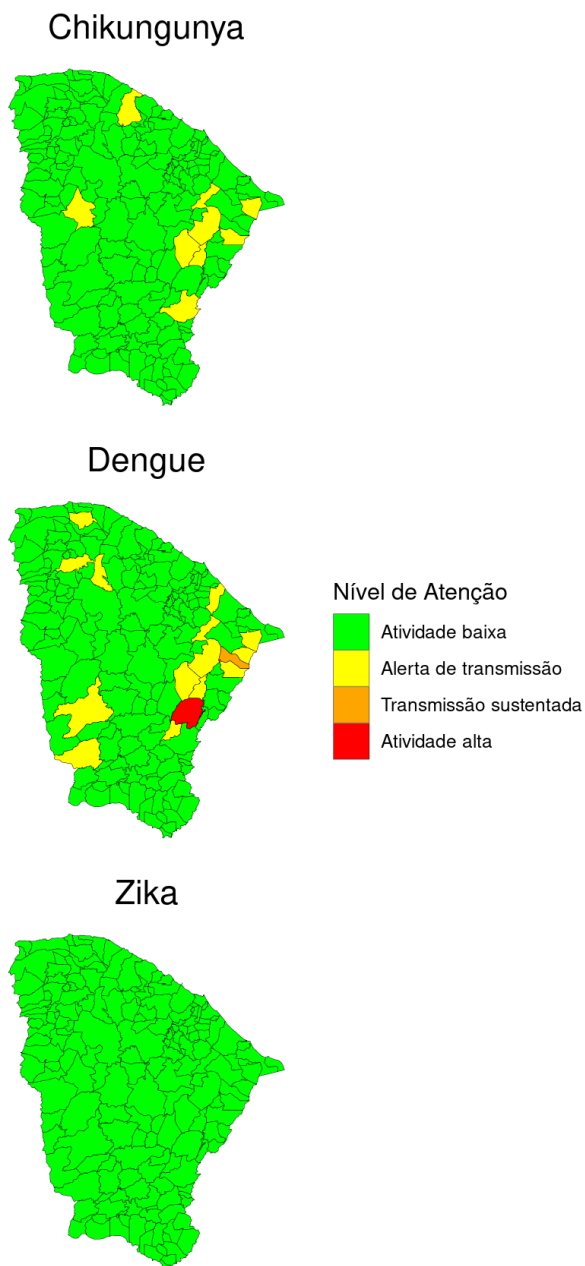 Chikungunya
Dengue
Nível de Atenção
Atividade baixa
Alerta de transmissão
Transmissão sustentada
Atividade alta
Zika